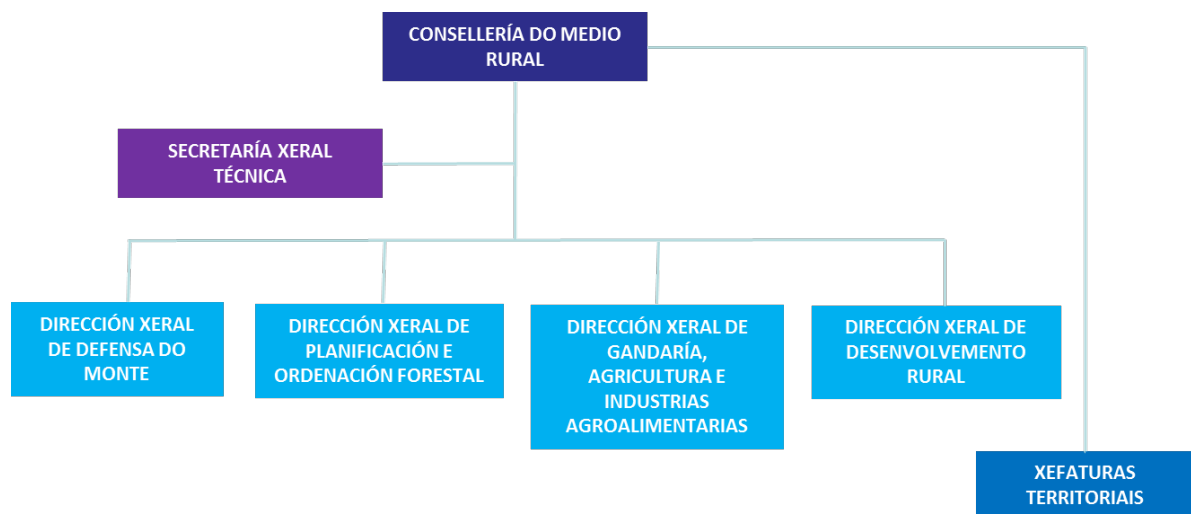 CONSELLERÍA DO MEDIO
RURAL
SECRETARÍA XERAL
TÉCNICA
DIRECCIÓN XERAL
DE DEFENSA DO
MONTE
DIRECCIÓN XERAL DE
PLANIFICACIÓN E
ORDENACIÓN FORESTAL
DIRECCIÓN XERAL DE
GANDARÍA,
AGRICULTURA E
INDUSTRIAS
AGROALIMENTARIAS
DIRECCIÓN XERAL DE
DESENVOLVEMENTO
RURAL
XEFATURAS
TERRITORIAIS